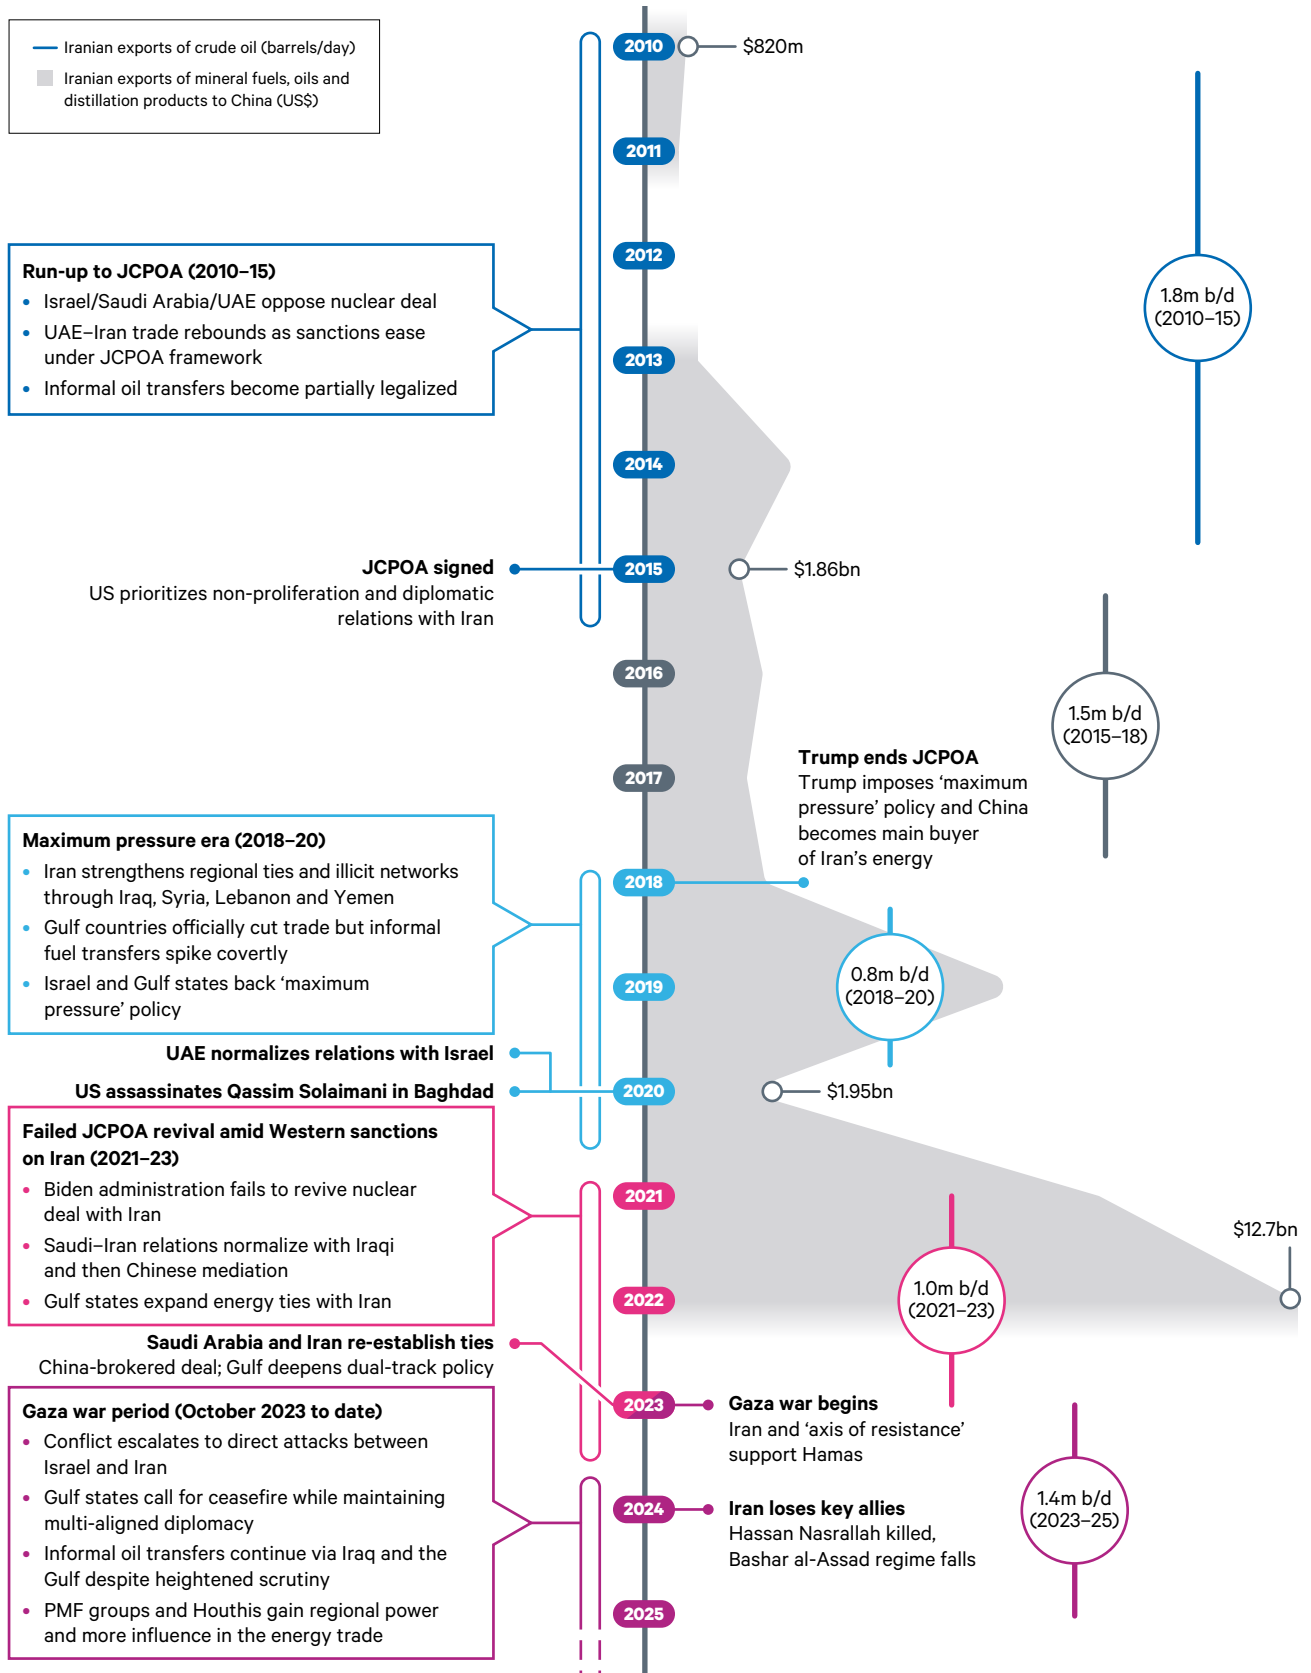 Iranian exports of crude oil (barrels/day)
Iranian exports of mineral fuels, oils and
distillation products to China (US$)
2010
$820m
2011
2012
Run-up to JCPOA (2010–15)
• Israel/Saudi Arabia/UAE oppose nuclear deal
• UAE–Iran trade rebounds as sanctions ease
under JCPOA framework
• Informal oil transfers become partially legalized
1.8m b/d
(2010–15)
2013
2014
JCPOA signed
US prioritizes non-proliferation and diplomatic
relations with Iran
2015
$1.86bn
2016
1.5m b/d
(2015–18)
2017
Trump ends JCPOA
Trump imposes ‘maximum
pressure’ policy and China
becomes main buyer
of Iran’s energy
Maximum pressure era (2018–20)
• Iran strengthens regional ties and illicit networks
through Iraq, Syria, Lebanon and Yemen
• Gulf countries officially cut trade but informal
fuel transfers spike covertly
• Israel and Gulf states back ‘maximum
pressure’ policy
2018
0.8m b/d
(2018–20)
2019
UAE normalizes relations with Israel
US assassinates Qassim Solaimani in Baghdad
2020
$1.95bn
Failed JCPOA revival amid Western sanctions
on Iran (2021–23)
• Biden administration fails to revive nuclear
deal with Iran
• Saudi–Iran relations normalize with Iraqi
and then Chinese mediation
• Gulf states expand energy ties with Iran
2021
$12.7bn
1.0m b/d
(2021–23)
2022
Saudi Arabia and Iran re-establish ties
China-brokered deal; Gulf deepens dual-track policy
2023
Gaza war begins
Iran and ‘axis of resistance’
support Hamas
Gaza war period (October 2023 to date)
• Conflict escalates to direct attacks between
Israel and Iran
• Gulf states call for ceasefire while maintaining
multi-aligned diplomacy
• Informal oil transfers continue via Iraq and the
Gulf despite heightened scrutiny
• PMF groups and Houthis gain regional power
and more influence in the energy trade
2024
Iran loses key allies
Hassan Nasrallah killed,
Bashar al-Assad regime falls
1.4m b/d
(2023–25)
2025